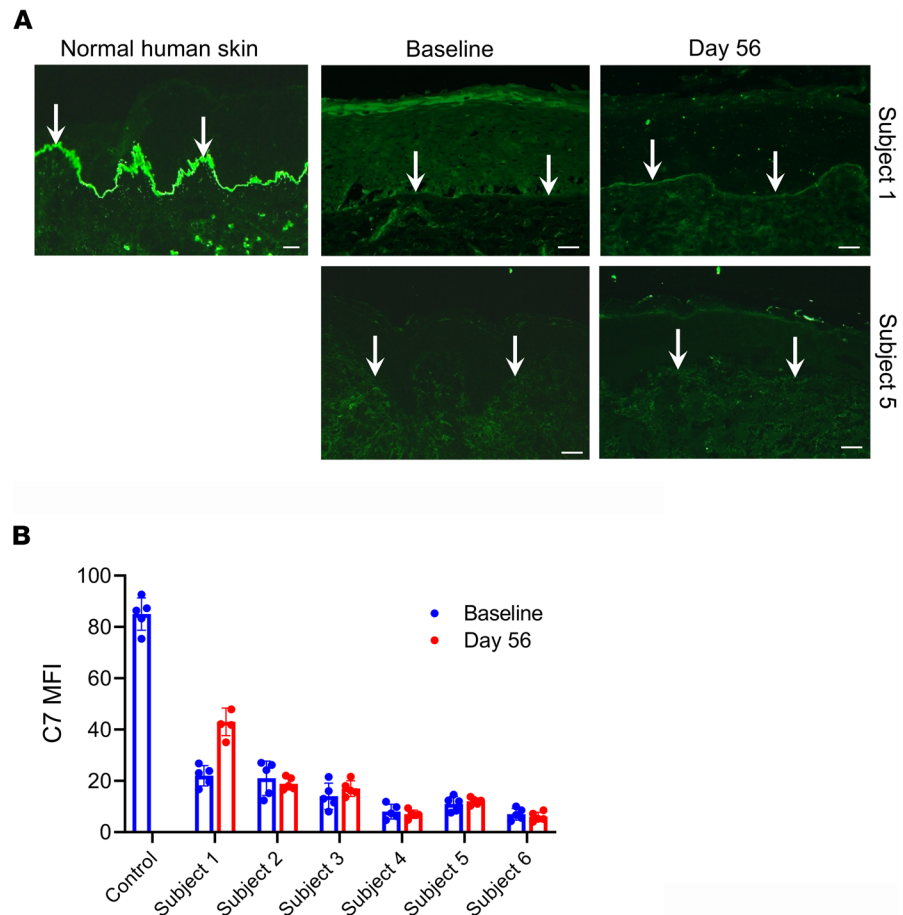 A
Normal human skin
Baseline
Day 56
Subject 1
Subject 5
B
C7 MFI
100
80
60
40
20
0
Baseline
Day 56
Control
Subject 1
Subject 2
Subject 3
Subject 4
Subject 5
Subject 6